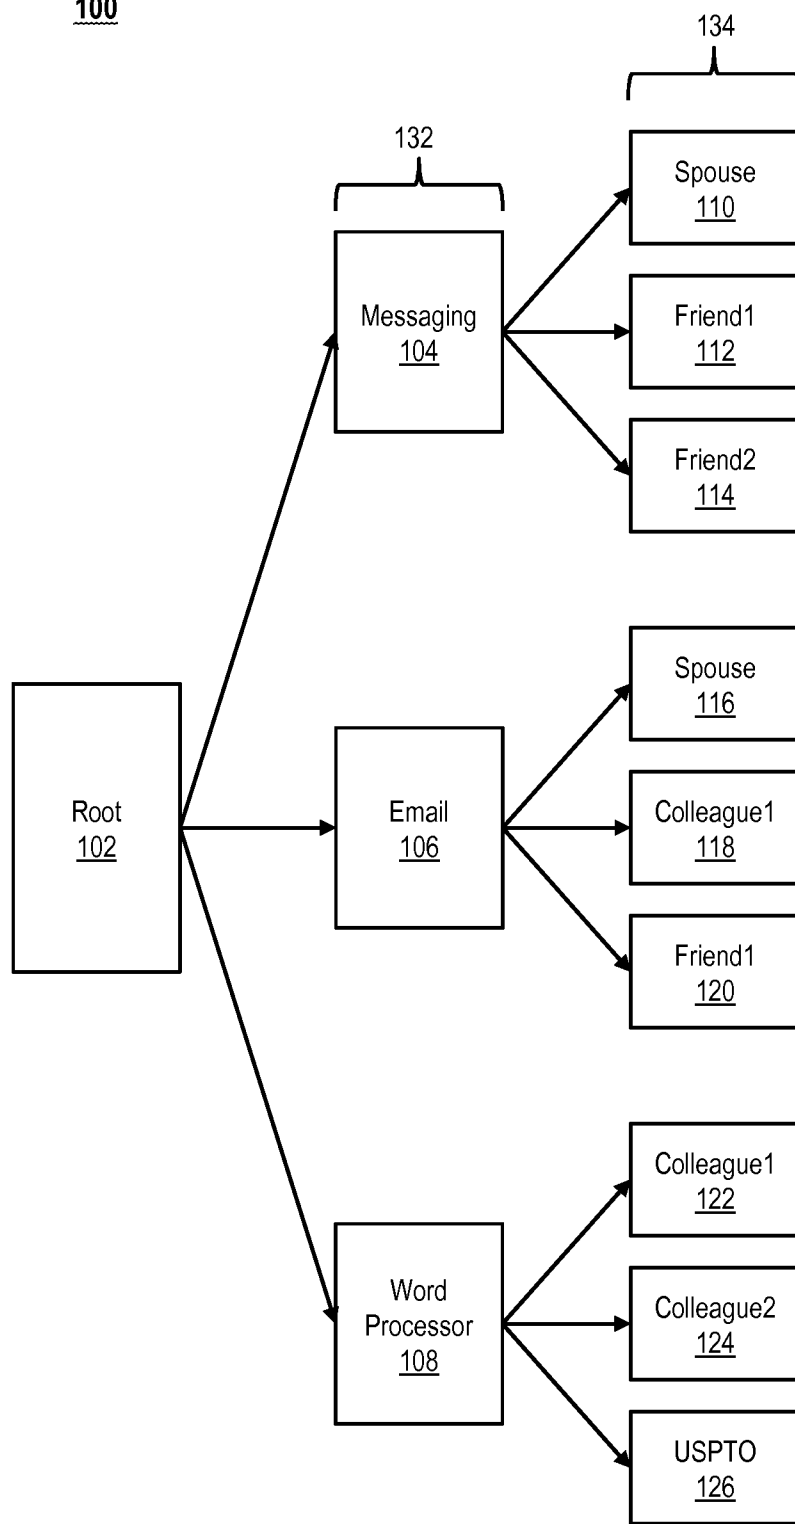 100
134
132
Spouse
110
Messaging
104
Friend1
112
Friend2
114
Spouse
116
Root
102
Email
106
Colleague1
118
Friend1
120
Colleague1
122
Word
Processor
108
Colleague2
124
USPTO
126